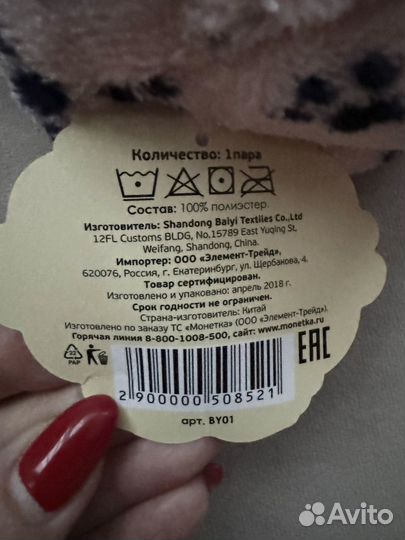 Количество: 1пара
Состав: 100% полиэстер.
Изготовитель: Shandong Baiyi Textiles Co.,Ltd
12FL Customs BLDG, No.15789 East Yuqing St,
Weifang, Shandong, China.
Импортер: ООО «Элемент-Трейд»,
620076, Россия, г. Екатеринбург, ул. Щербакова, 4.
Товар сертифицирован.
Изготовлено и упаковано: апрель 2018 г.
Срок годности не ограничен.
Страна-изготовитель: Китай
Изготовлено по заказу ТС «Монетка» (ООО «Элемент-Трейд»).
Горячая линия 8-800-1008-500, сайт: www.monetka.ru
22
PAP
EAC
2 900000 508521
арт. BY01
Avito